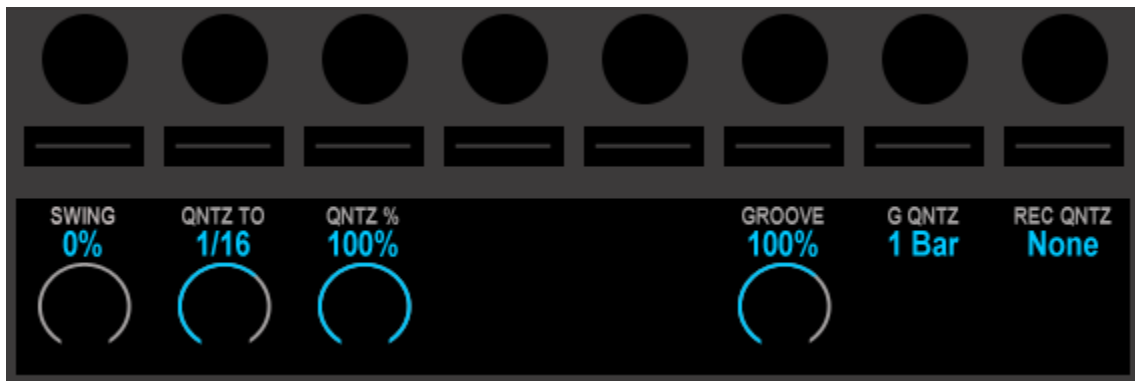 SWING QNTZ TO QNTZ % GROOVE G QNTZ REC QNTZ
0% 1/16 100% 100% 1 Bar None